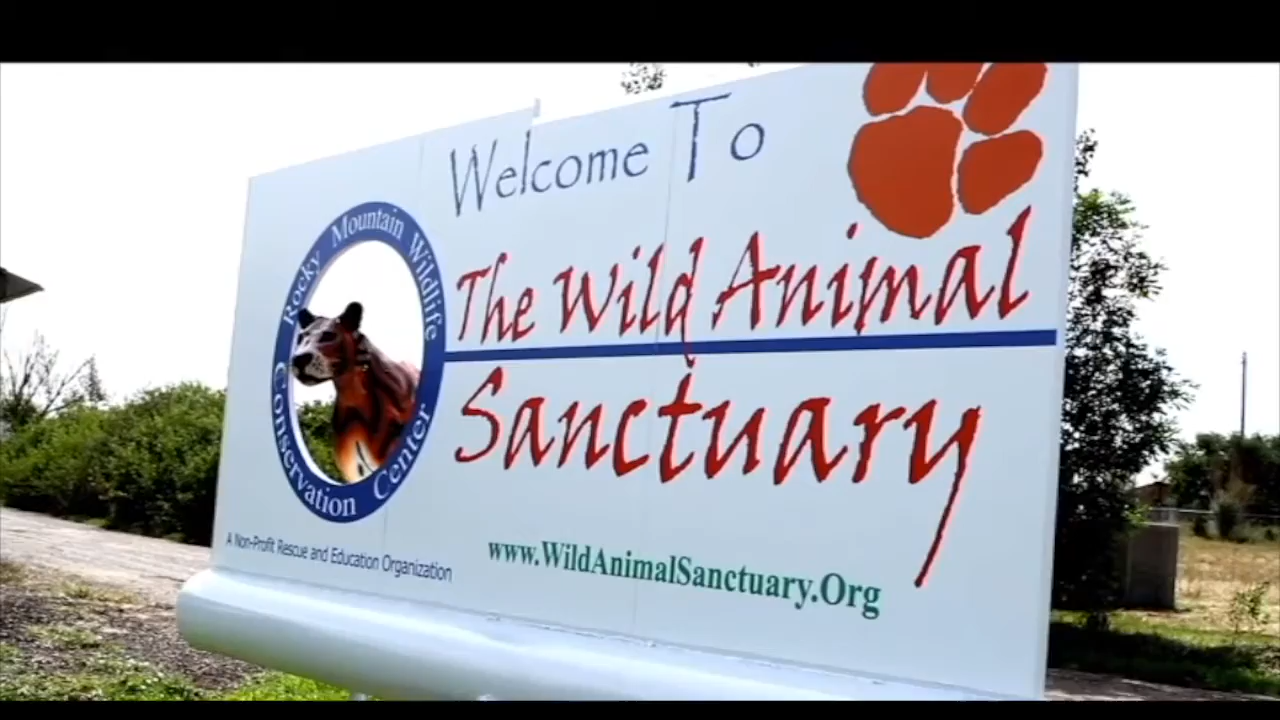 Welcome To
The Wild Animal
Sanctuary
Rocky Mountain Wildlife
Conservation Center
A Non-Profit Rescue and Education Organization
www.WildAnimalSanctuary.Org